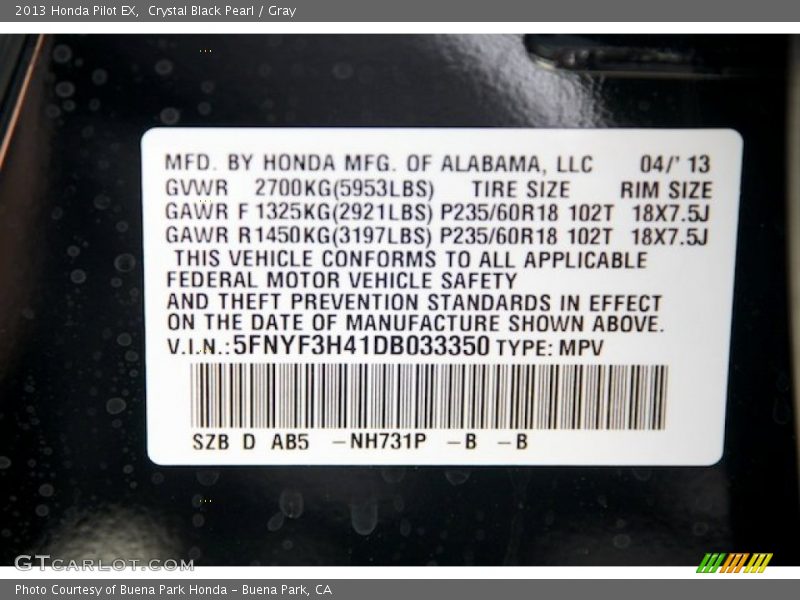 2013 Honda Pilot EX, Crystal Black Pearl / Gray
MFD. BY HONDA MFG. OF ALABAMA, LLC 04/' 13
GVWR 2700KG(5953LBS) TIRE SIZE RIM SIZE
GAWR F 1325KG(2921LBS) P235/60R18 102T 18X7.5J
GAWR R 1450KG(3197LBS) P235/60R18 102T 18X7.5J
THIS VEHICLE CONFORMS TO ALL APPLICABLE
FEDERAL MOTOR VEHICLE SAFETY
AND THEFT PREVENTION STANDARDS IN EFFECT
ON THE DATE OF MANUFACTURE SHOWN ABOVE.
V.I.N.:5FNYF3H41DB033350 TYPE: MPV
SZB D AB5 -NH731P -B -B
GTCARLOT.COM
Photo Courtesy of Buena Park Honda - Buena Park, CA